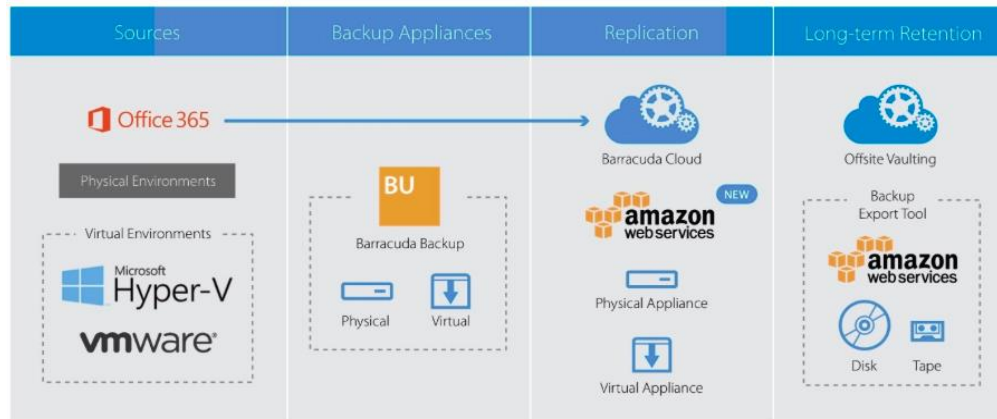 Sources
Backup Appliances
Replication
Long-term Retention
Office 365
Physical Environments
Virtual Environments
Microsoft
Hyper-V
vmware®
BU
Barracuda Backup
Physical
Virtual
Barracuda Cloud
NEW
amazon
web services
Physical Appliance
Virtual Appliance
Offsite Vaulting
Backup
Export Tool
amazon
web services
Disk
Tape